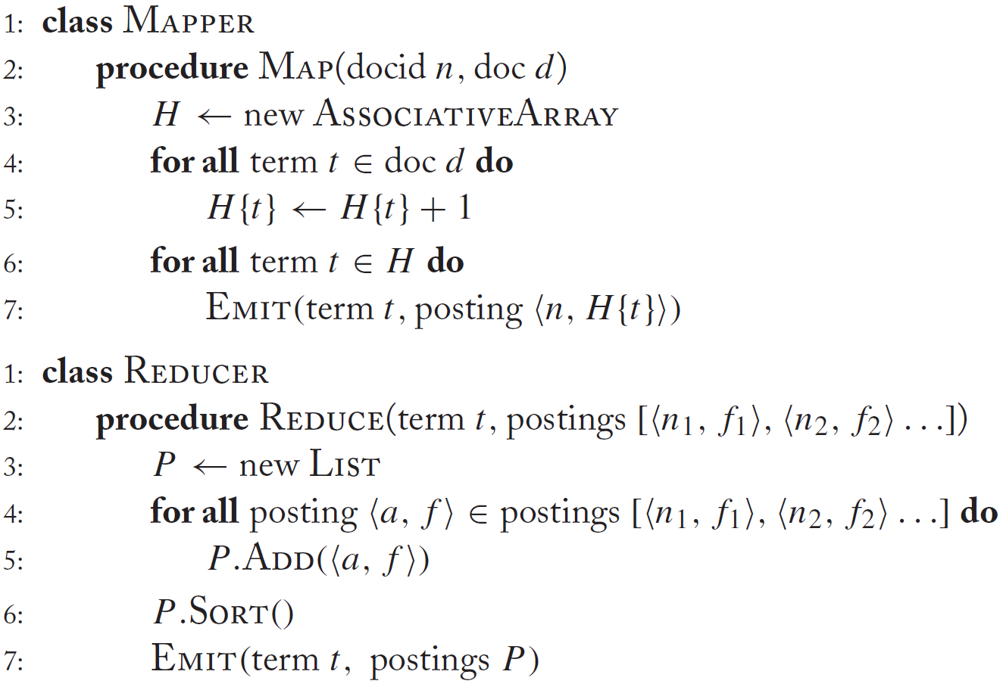 1: class MAPPER
2: procedure MAP(docid n, doc d)
3: H ← new ASSOCIATIVEARRAY
4: for all term t ∈ doc d do
5: H{t} ← H{t} + 1
6: for all term t ∈ H do
7: EMIT(term t, posting ⟨n, H{t}⟩)
1: class REDUCER
2: procedure REDUCE(term t, postings [⟨n₁, f₁⟩, ⟨n₂, f₂⟩ ...])
3: P ← new LIST
4: for all posting ⟨a, f⟩ ∈ postings [⟨n₁, f₁⟩, ⟨n₂, f₂⟩ ...] do
5: P.ADD(⟨a, f⟩)
6: P.SORT()
7: EMIT(term t, postings P)